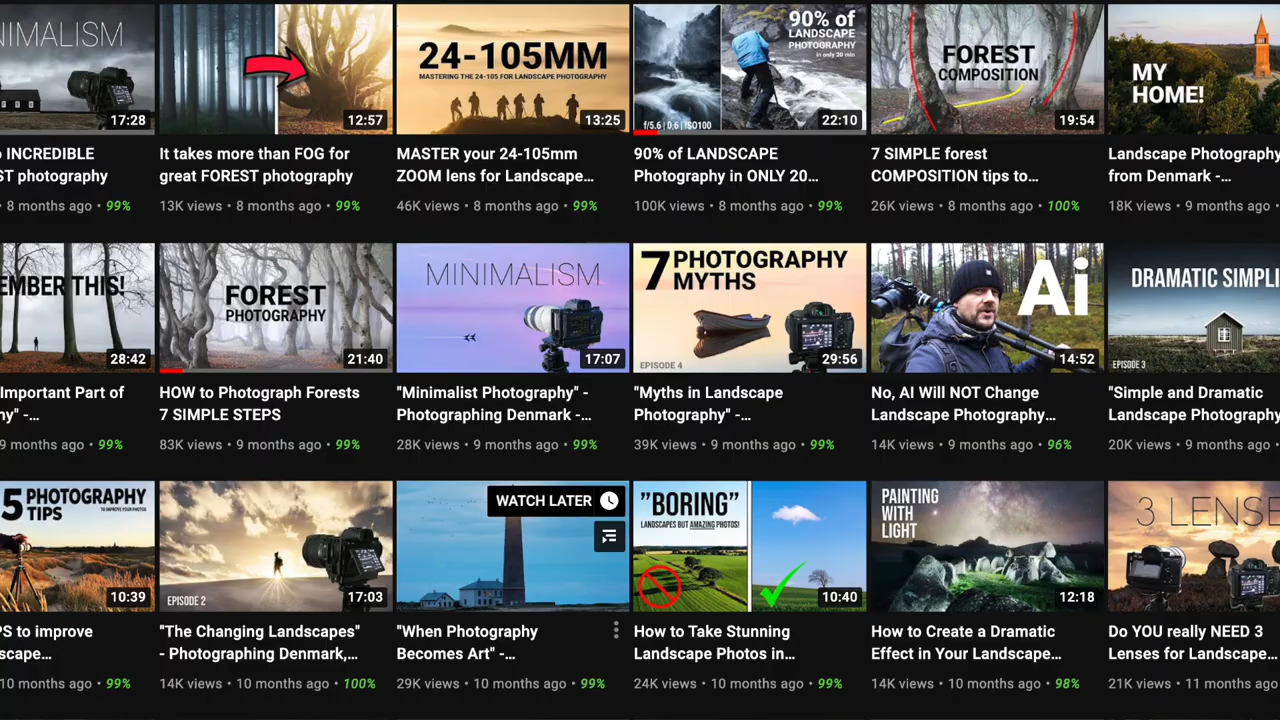 NIMALISM
17:28
INCREDIBLE
ST photography
8 months ago • 99%
12:57
It takes more than FOG for
great FOREST photography
13K views • 8 months ago • 99%
24-105MM
MASTERING THE 24-105 FOR LANDSCAPE PHOTOGRAPHY
13:25
MASTER your 24-105mm
ZOOM lens for Landscape...
46K views • 8 months ago • 99%
90% of
LANDSCAPE
PHOTOGRAPHY
in only 20 min
f/5.6 | 0,6 | ISO100
22:10
90% of LANDSCAPE
Photography in ONLY 20...
100K views • 8 months ago • 99%
FOREST
COMPOSITION
19:54
7 SIMPLE forest
COMPOSITION tips to...
26K views • 8 months ago • 100%
MY
HOME!
Landscape Photography
from Denmark -...
18K views • 9 months ago
EMBER THIS!
28:42
Important Part of
hy" -...
9 months ago • 99%
FOREST
PHOTOGRAPHY
21:40
HOW to Photograph Forests
7 SIMPLE STEPS
83K views • 9 months ago • 99%
MINIMALISM
17:07
"Minimalist Photography" -
Photographing Denmark -...
28K views • 9 months ago • 99%
7 PHOTOGRAPHY
MYTHS
EPISODE 4
29:56
"Myths in Landscape
Photography" -...
39K views • 9 months ago • 99%
Ai
14:52
No, AI Will NOT Change
Landscape Photography...
14K views • 9 months ago • 96%
DRAMATIC SIMPLI
EPISODE 3
"Simple and Dramatic
Landscape Photography
20K views • 9 months ago
5 PHOTOGRAPHY
TIPS
TO IMPROVE YOUR PHOTOS
10:39
PS to improve
scape...
10 months ago • 99%
EPISODE 2
17:03
"The Changing Landscapes"
- Photographing Denmark,...
14K views • 10 months ago • 100%
WATCH LATER
"When Photography
Becomes Art" -...
29K views • 10 months ago • 99%
"BORING"
LANDSCAPES BUT AMAZING PHOTOS!
10:40
How to Take Stunning
Landscape Photos in...
24K views • 10 months ago • 99%
PAINTING
WITH
LIGHT
12:18
How to Create a Dramatic
Effect in Your Landscape...
14K views • 10 months ago • 98%
3 LENSE
Do YOU really NEED 3
Lenses for Landscape...
21K views • 11 months ago